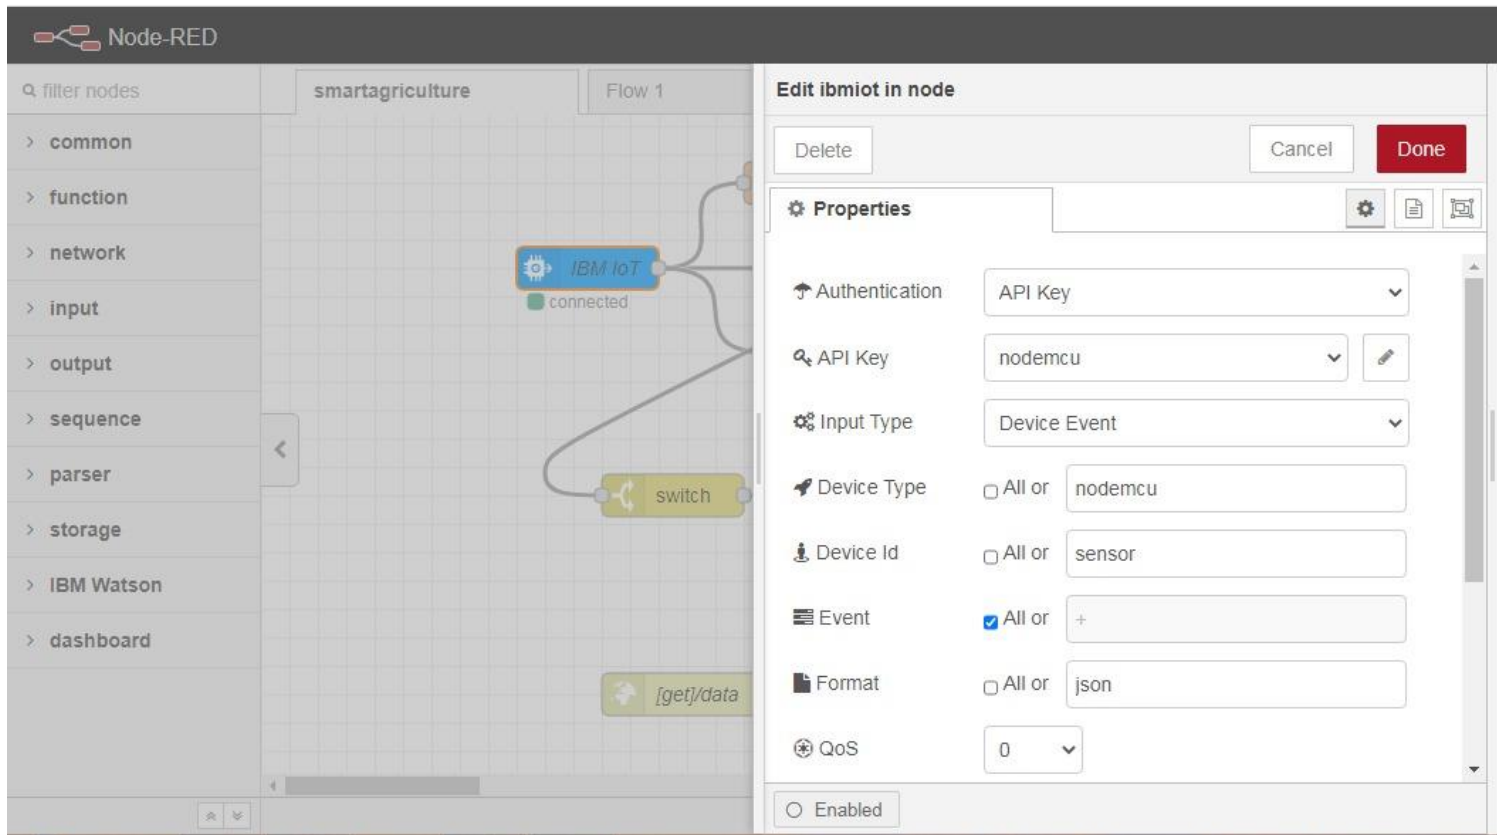 Node-RED
filter nodes
common
function
network
input
output
sequence
parser
storage
IBM Watson
dashboard
smartagriculture
Flow 1
IBM IoT
connected
switch
[get]/data
Edit ibmiot in node
Delete
Cancel
Done
Properties
Authentication
API Key
API Key
nodemcu
Input Type
Device Event
Device Type
All or
nodemcu
Device Id
All or
sensor
Event
All or
+
Format
All or
json
QoS
0
Enabled